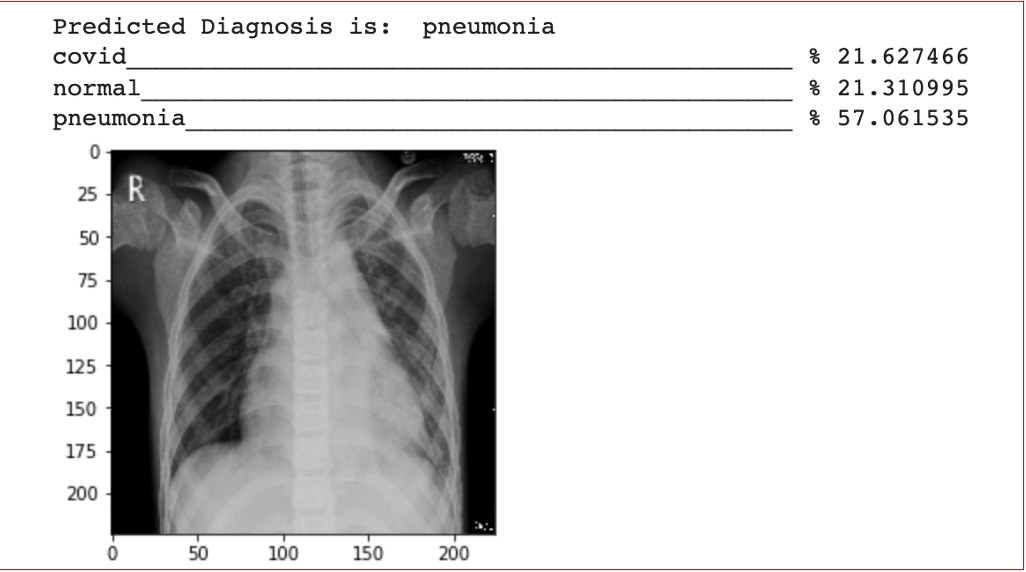 Predicted Diagnosis is: pneumonia
covid______________________________________________ % 21.627466
normal_____________________________________________ % 21.310995
pneumonia__________________________________________ % 57.061535
0
R
25
50
75
100
125
150
175
200
0 50 100 150 200